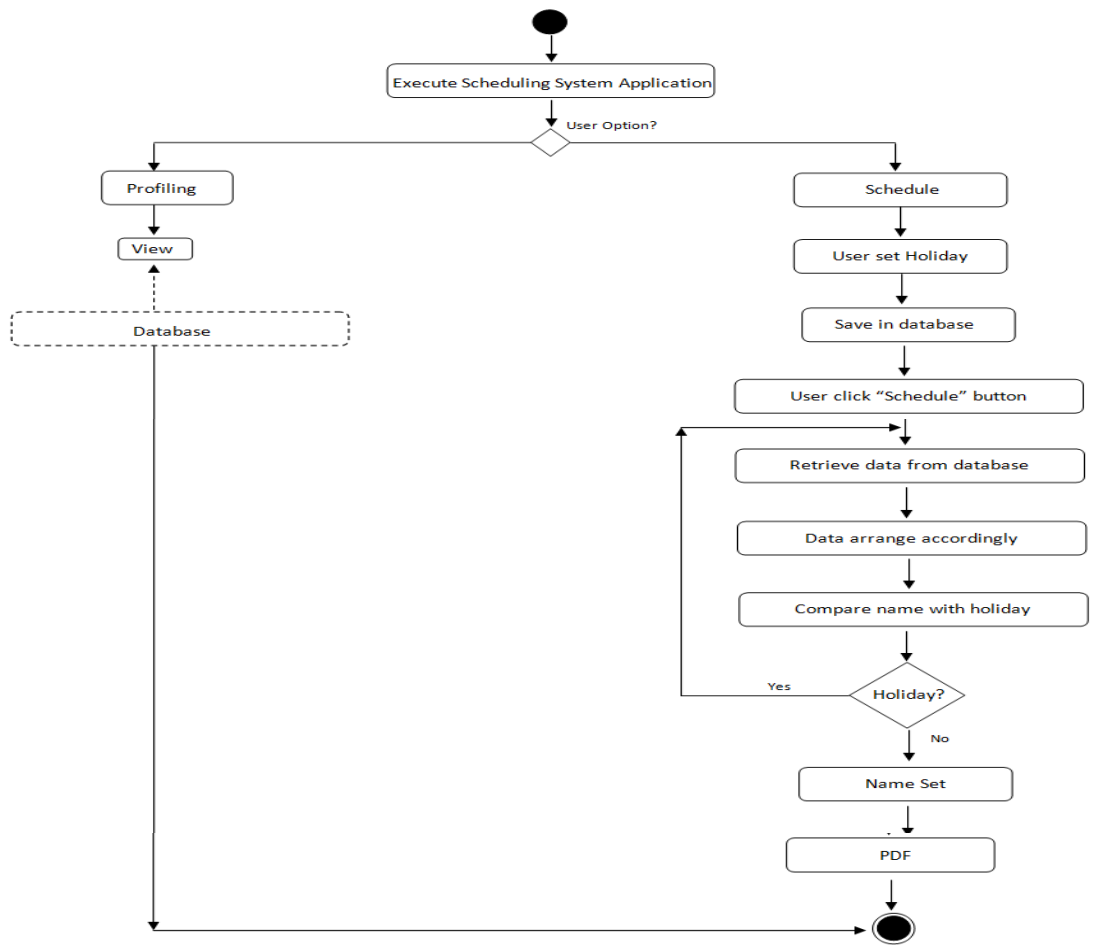 Execute Scheduling System Application
User Option?
Profiling
View
Database
Schedule
User set Holiday
Save in database
User click “Schedule” button
Retrieve data from database
Data arrange accordingly
Compare name with holiday
Holiday?
Yes
No
Name Set
PDF